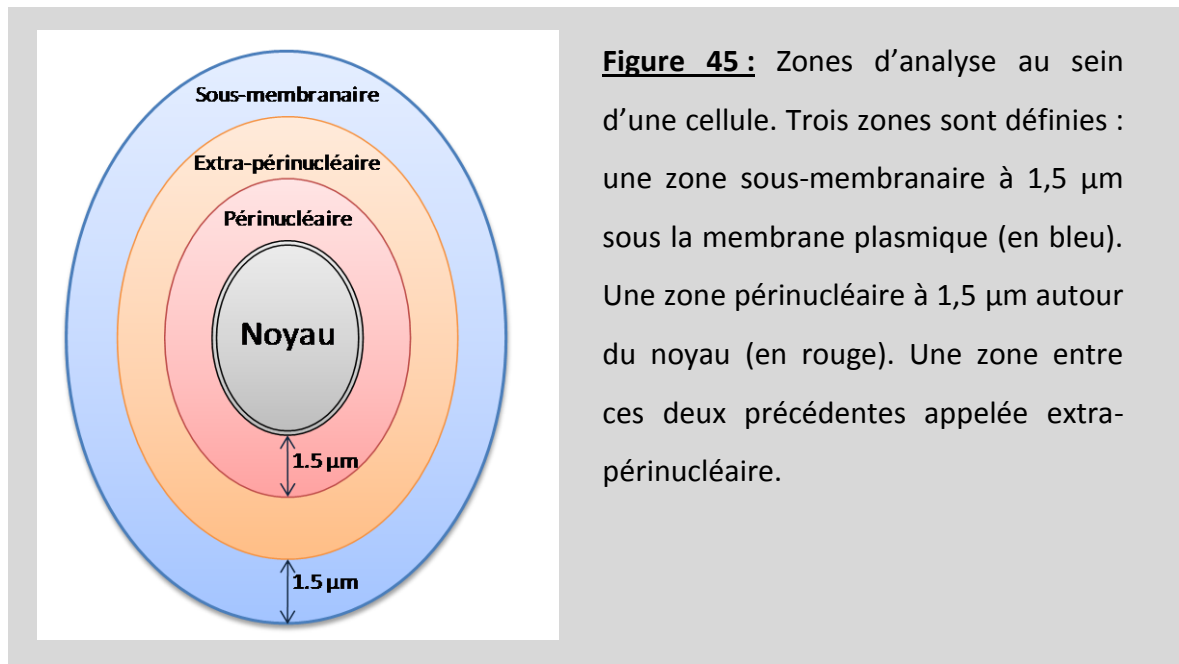 Sous-membranaire
Extra-périnucléaire
Périnucléaire
Noyau
1.5 µm
1.5 µm
Figure 45 : Zones d’analyse au sein
d’une cellule. Trois zones sont définies :
une zone sous-membranaire à 1,5 µm
sous la membrane plasmique (en bleu).
Une zone périnucléaire à 1,5 µm autour
du noyau (en rouge). Une zone entre
ces deux précédentes appelée extra-
périnucléaire.